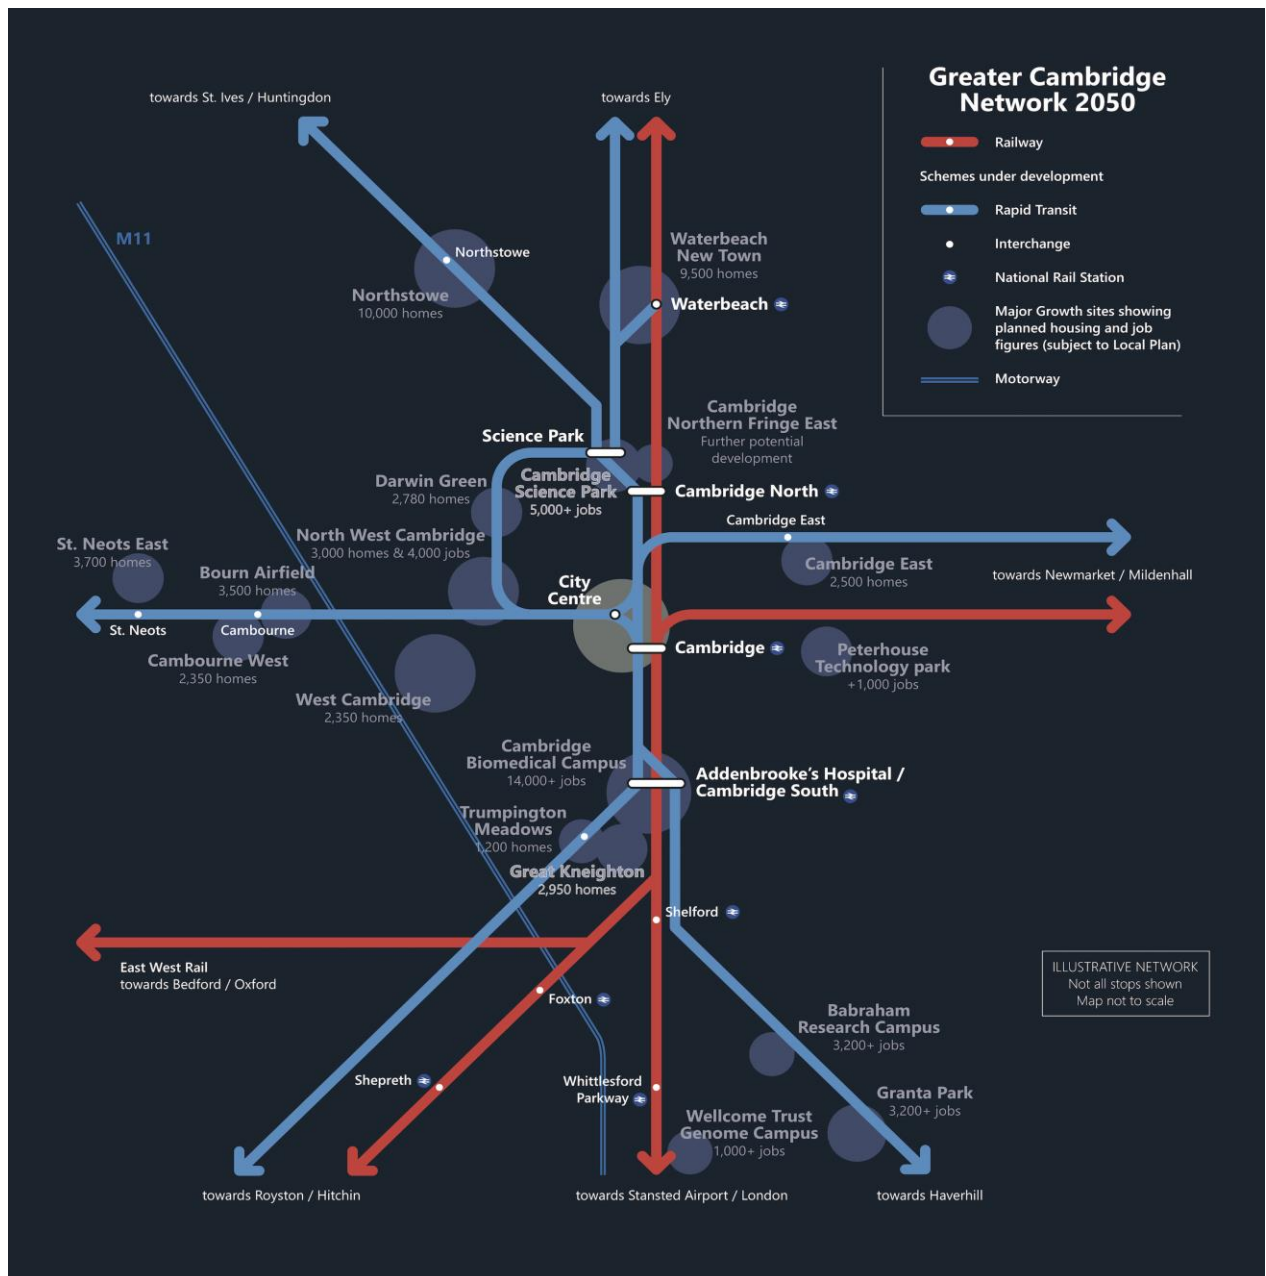 Greater Cambridge
Network 2050
Railway
Schemes under development
Rapid Transit
Interchange
National Rail Station
Major Growth sites showing
planned housing and job
figures (subject to Local Plan)
Motorway
towards St. Ives / Huntingdon
towards Ely
M11
Northstowe
Northstowe
10,000 homes
Waterbeach
New Town
9,500 homes
Waterbeach
Cambridge
Northern Fringe East
Further potential
development
Science Park
Cambridge
Science Park
5,000+ jobs
Darwin Green
2,780 homes
Cambridge North
North West Cambridge
3,000 homes & 4,000 jobs
Cambridge East
Cambridge East
2,500 homes
towards Newmarket / Mildenhall
St. Neots East
3,700 homes
Bourn Airfield
3,500 homes
City
Centre
St. Neots
Cambourne
Cambourne West
2,350 homes
Cambridge
Peterhouse
Technology park
+1,000 jobs
West Cambridge
2,350 homes
Cambridge
Biomedical Campus
14,000+ jobs
Addenbrooke's Hospital /
Cambridge South
Trumpington
Meadows
1,200 homes
Great Kneighton
2,950 homes
Shelford
East West Rail
towards Bedford / Oxford
Foxton
ILLUSTRATIVE NETWORK
Not all stops shown
Map not to scale
Babraham
Research Campus
3,200+ jobs
Shepreth
Whittlesford
Parkway
Granta Park
3,200+ jobs
Wellcome Trust
Genome Campus
1,000+ jobs
towards Royston / Hitchin
towards Stansted Airport / London
towards Haverhill